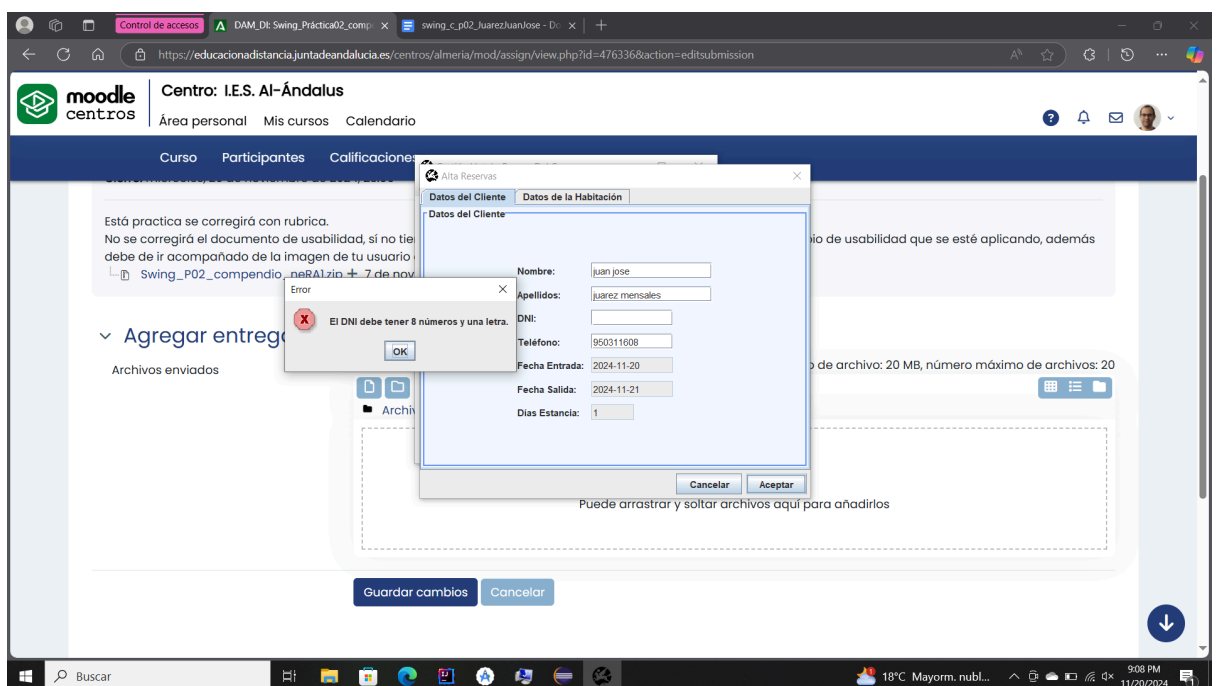 Control de accesos
DAM_DI: Swing_Práctica02_comp
swing_c_p02_JuarezJuanJose - Do
https://educacionadistancia.juntadeandalucia.es/centros/almeria/mod/assign/view.php?id=476336&action=editsubmission
moodle
centros
Centro: I.E.S. Al-Ándalus
Área personal Mis cursos Calendario
Curso Participantes Calificaciones
Está practica se corregirá con rubrica.
No se corregirá el documento de usabilidad, sí no tie
io de usabilidad que se esté aplicando, además
debe de ir acompañado de la imagen de tu usuario
Swing_P02_compendio_neRA1.zip 7 de nov
Agregar entreg
Archivos enviados
o de archivo: 20 MB, número máximo de archivos: 20
Archiv
Puede arrastrar y soltar archivos aquí para añadirlos
Guardar cambios Cancelar
Alta Reservas
Datos del Cliente Datos de la Habitación
Datos del Cliente
Nombre: juan jose
Apellidos: juarez mensales
DNI:
Teléfono: 950311608
Fecha Entrada: 2024-11-20
Fecha Salida: 2024-11-21
Días Estancia: 1
Cancelar Aceptar
Error
El DNI debe tener 8 números y una letra.
OK
Buscar
18°C Mayorm. nubl...
9:08 PM
11/20/2024